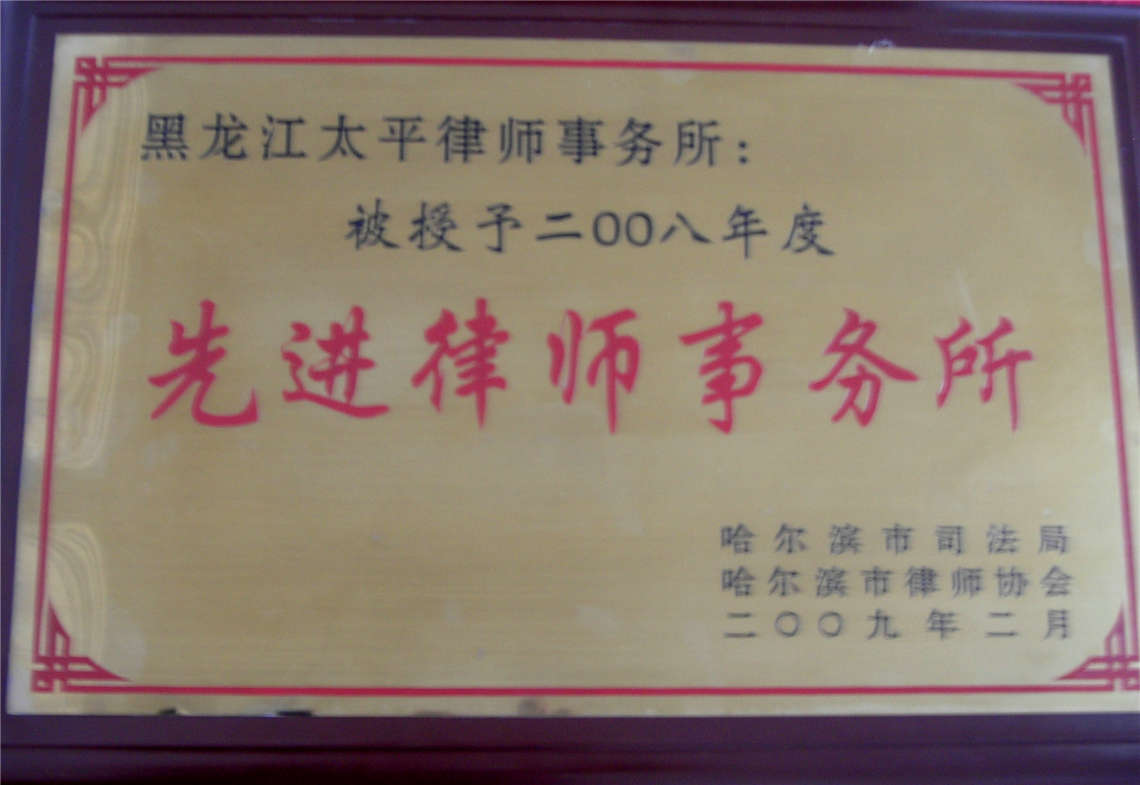 黑龙江太平律师事务所：
被授予二〇〇八年度
先进律师事务所
哈尔滨市司法局
哈尔滨市律师协会
二〇〇九年二月